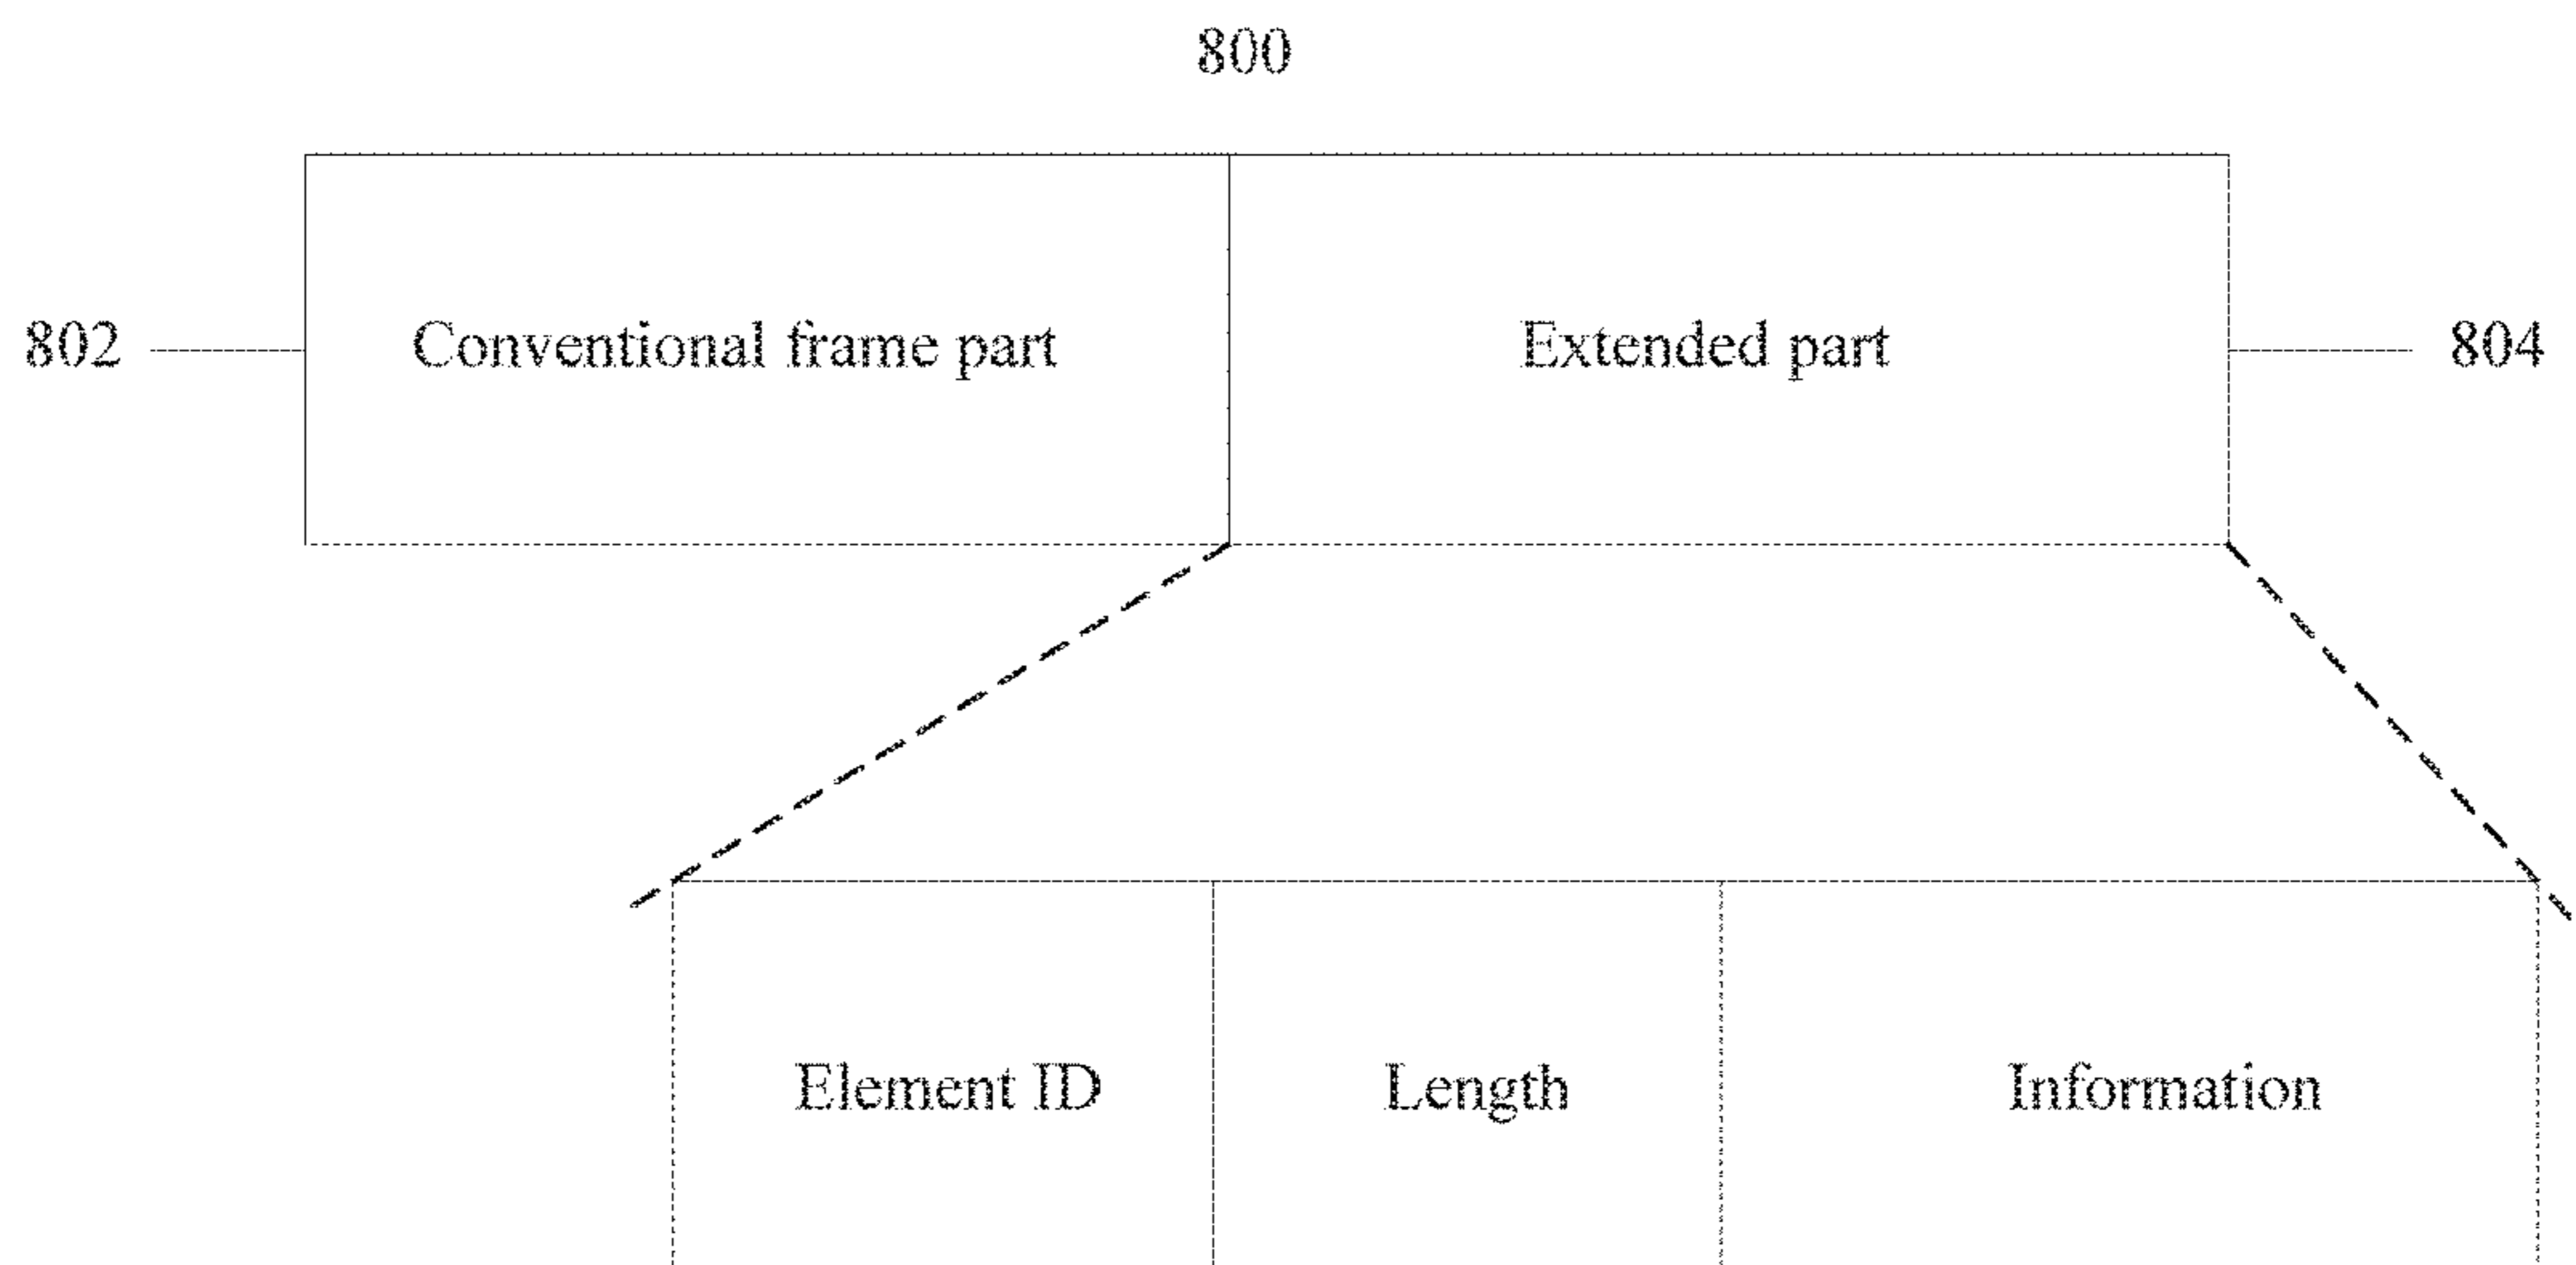 800
802 Conventional frame part Extended part 804
Element ID Length Information